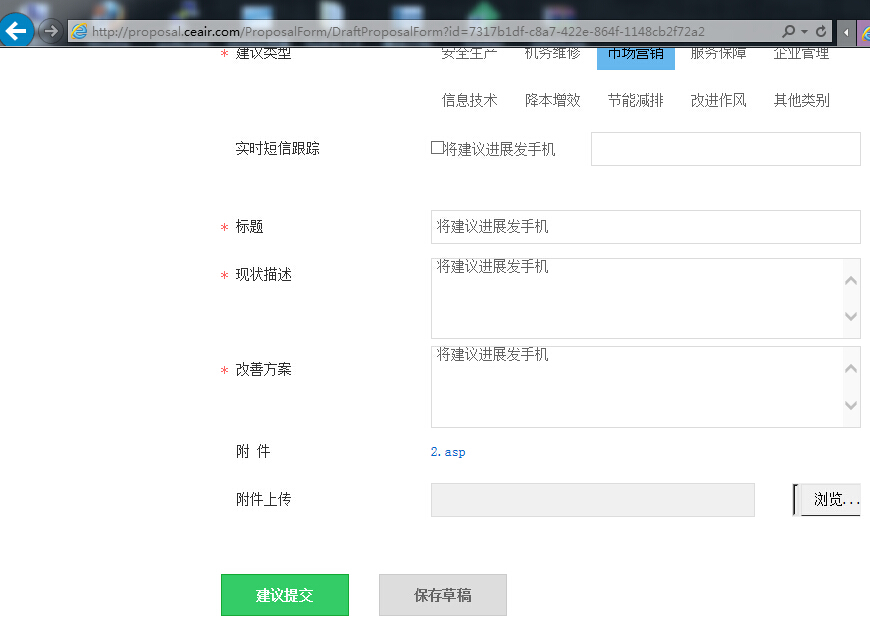 http://proposal.ceair.com/ProposalForm/DraftProposalForm?id=7317b1df-c8a7-422e-864f-1148cb2f72a2
* 建议类型 安全生产 机务维修 市场营销 服务保障 企业管理
信息技术 降本增效 节能减排 改进作风 其他类别
实时短信跟踪 将建议进展发手机
* 标题 将建议进展发手机
* 现状描述 将建议进展发手机
* 改善方案 将建议进展发手机
附 件 2.asp
附件上传 浏览...
建议提交 保存草稿